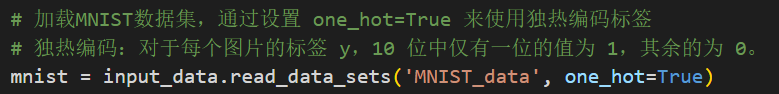 # 加载MNIST数据集，通过设置 one_hot=True 来使用独热编码标签
# 独热编码：对于每个图片的标签 y，10 位中仅有一位的值为 1，其余的为 0。
mnist = input_data.read_data_sets('MNIST_data', one_hot=True)